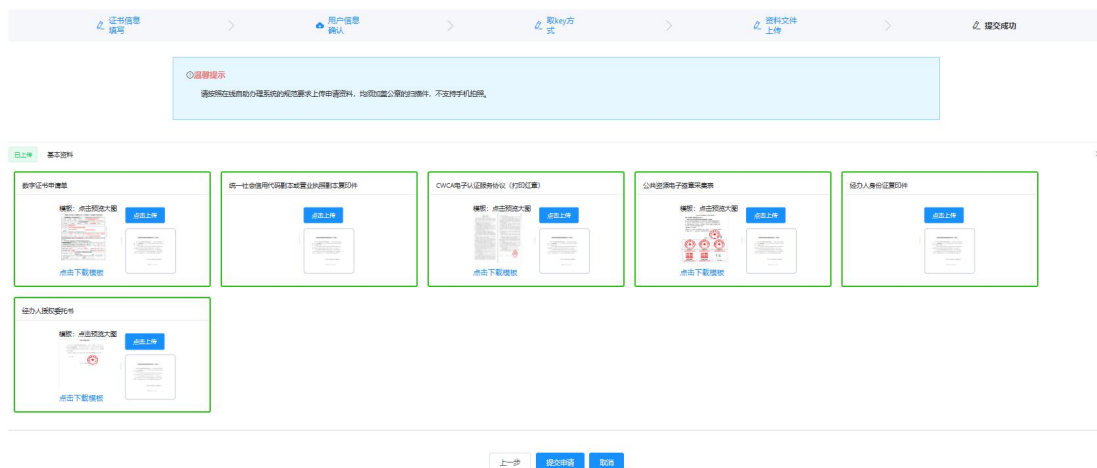 证书信息
填写
用户信息
确认
取key方
式
资料文件
上传
提交成功
温馨提示
请按照在线自助办理系统的规范要求上传申请资料，均须加盖公章的扫描件，不支持手机拍照。
已上传 基本资料
数字证书申请单
模板：点击预览大图
点击上传
点击下载模板
统一社会信用代码副本或营业执照副本复印件
点击上传
CWCA电子认证服务协议（打印红章）
模板：点击预览大图
点击上传
点击下载模板
公共资源电子签章采集表
模板：点击预览大图
点击上传
点击下载模板
经办人身份证复印件
点击上传
经办人授权委托书
模板：点击预览大图
点击上传
点击下载模板
上一步 提交申请 取消